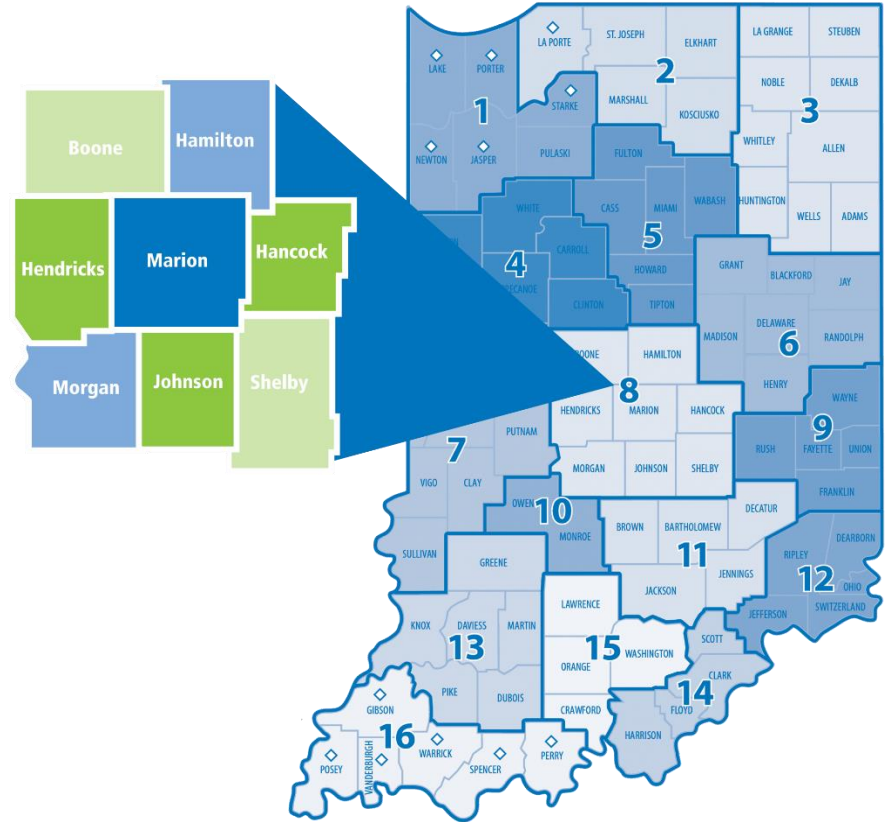 Boone
Hamilton
Hendricks
Marion
Hancock
Morgan
Johnson
Shelby
LAKE
PORTER
LA PORTE
ST. JOSEPH
ELKHART
LA GRANGE
STEUBEN
2
NOBLE
DEKALB
1
STARKE
MARSHALL
KOSCIUSKO
3
NEWTON
JASPER
PULASKI
FULTON
WHITLEY
ALLEN
WHITE
CASS
MIAMI
WABASH
HUNTINGTON
WELLS
ADAMS
5
4
CARROLL
HOWARD
GRANT
BLACKFORD
JAY
CLINTON
TIPTON
MADISON
DELAWARE
6
RANDOLPH
HAMILTON
8
HENRY
WAYNE
HENDRICKS
MARION
HANCOCK
9
PUTNAM
7
RUSH
FAYETTE
UNION
MORGAN
JOHNSON
SHELBY
VIGO
CLAY
FRANKLIN
OWEN
10
DECATUR
MONROE
BROWN
BARTHOLOMEW
11
DEARBORN
RIPLEY
SULLIVAN
GREENE
JENNINGS
12
OHIO
JACKSON
SWITZERLAND
JEFFERSON
LAWRENCE
KNOX
DAVIESS
MARTIN
13
15
WASHINGTON
SCOTT
ORANGE
CLARK
14
PIKE
DUBOIS
FLOYD
GIBSON
CRAWFORD
HARRISON
16
WARRICK
POSEY
VANDERBURGH
SPENCER
PERRY